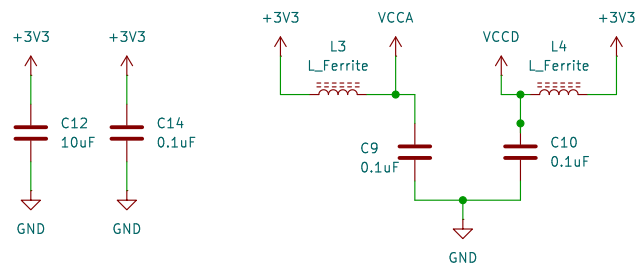 +3V3
+3V3
C12
10uF
C14
0.1uF
GND
GND
+3V3
L3
L_Ferrite
VCCA
VCCD
L4
L_Ferrite
+3V3
C9
0.1uF
C10
0.1uF
GND